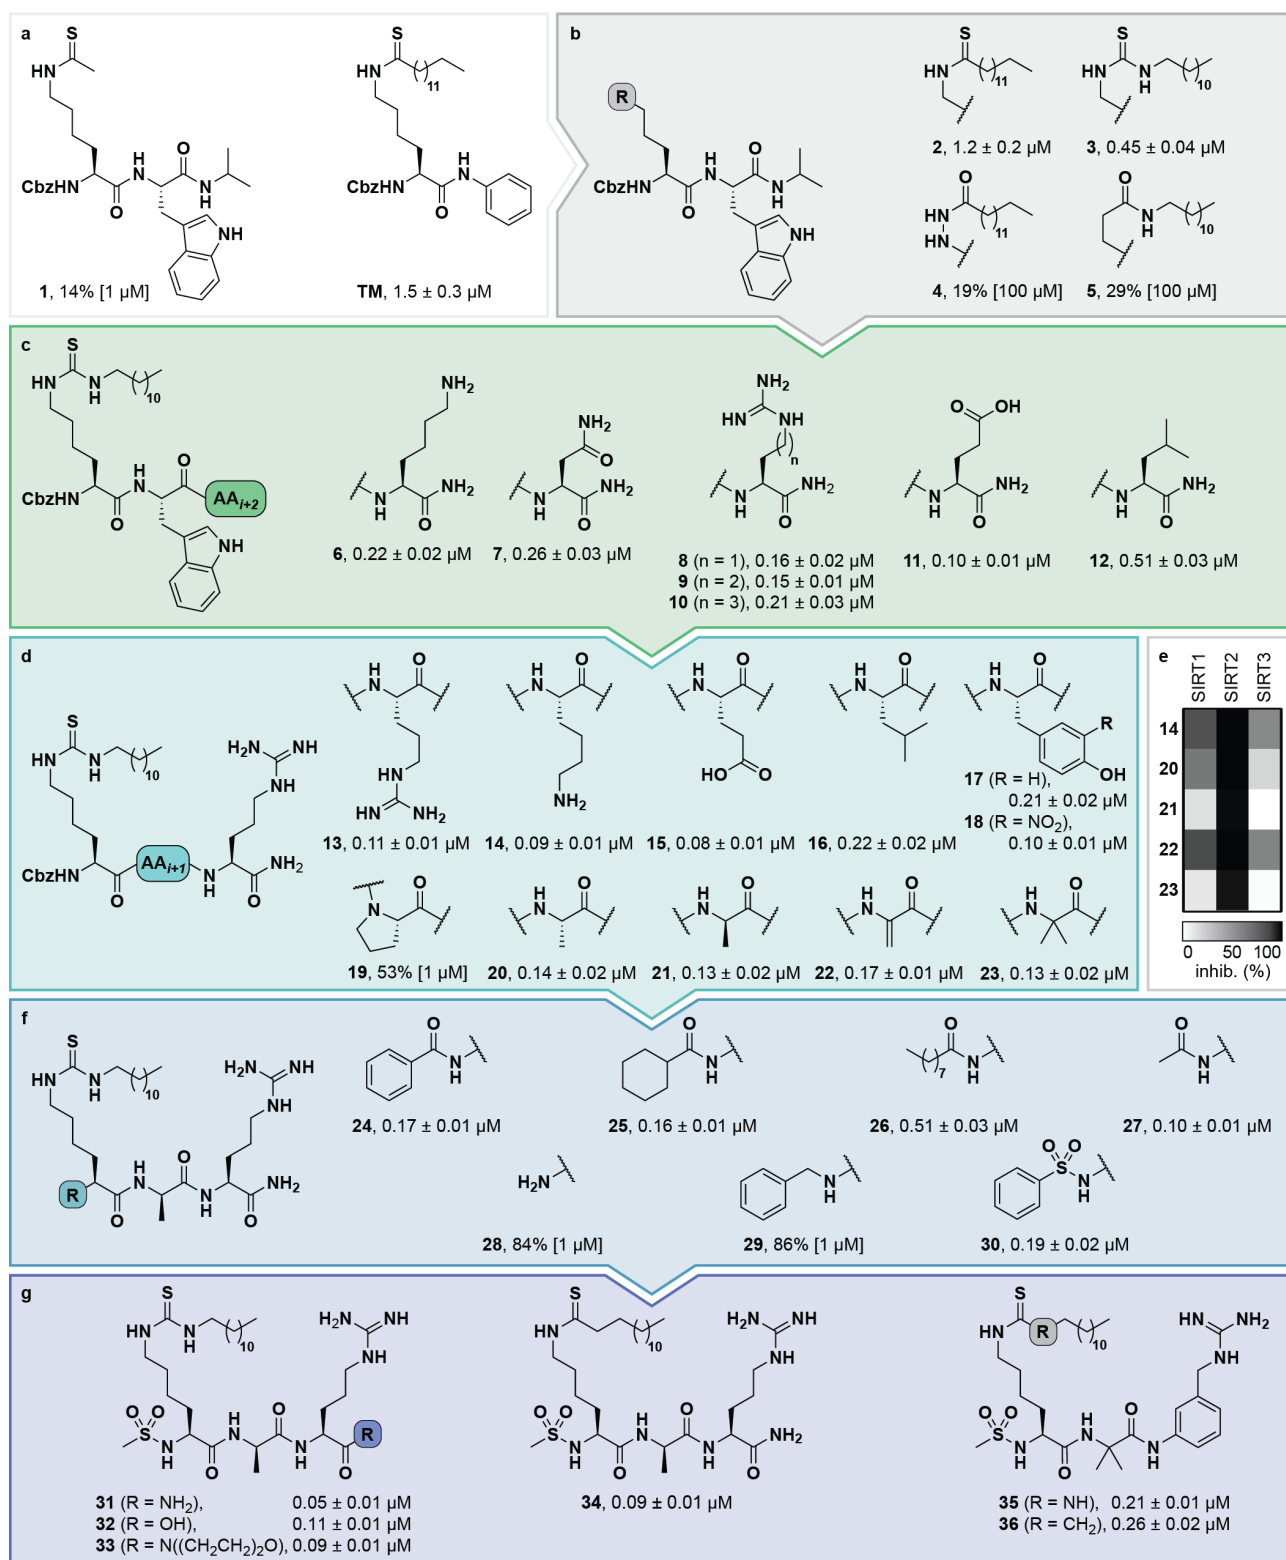 a
S
HN
CbzHN
O
H
N
O
N
H
NH
1, 14% [1 µM]
S
HN
11
CbzHN
O
H
N
TM, 1.5 ± 0.3 µM
b
R
CbzHN
O
H
N
O
N
H
NH
S
HN
11
2, 1.2 ± 0.2 µM
S
HN
N
H
10
3, 0.45 ± 0.04 µM
O
HN
HN
11
4, 19% [100 µM]
O
N
H
10
5, 29% [100 µM]
c
S
HN
N
H
10
CbzHN
O
H
N
O
AAi+2
NH
NH2
N
H
NH2
O
6, 0.22 ± 0.02 µM
NH2
O
N
H
NH2
O
7, 0.26 ± 0.03 µM
NH2
HN
NH
n
N
H
NH2
O
8 (n = 1), 0.16 ± 0.02 µM
9 (n = 2), 0.15 ± 0.01 µM
10 (n = 3), 0.21 ± 0.03 µM
O
OH
N
H
NH2
O
11, 0.10 ± 0.01 µM
N
H
NH2
O
12, 0.51 ± 0.03 µM
d
S
HN
N
H
10
H2N
NH
NH
CbzHN
O
AAi+1
N
H
O
NH2
H
N
O
HN
HN
NH2
13, 0.11 ± 0.01 µM
H
N
O
NH2
14, 0.09 ± 0.01 µM
H
N
O
HO
O
15, 0.08 ± 0.01 µM
H
N
O
16, 0.22 ± 0.02 µM
H
N
O
R
OH
17 (R = H),
0.21 ± 0.02 µM
18 (R = NO2),
0.10 ± 0.01 µM
N
O
19, 53% [1 µM]
H
N
O
20, 0.14 ± 0.02 µM
H
N
O
21, 0.13 ± 0.02 µM
H
N
O
22, 0.17 ± 0.01 µM
H
N
O
23, 0.13 ± 0.02 µM
e
SIRT1
SIRT2
SIRT3
14
20
21
22
23
0 50 100
inhib. (%)
f
S
HN
N
H
10
H2N
NH
NH
R
O
H
N
O
N
H
O
NH2
O
N
H
24, 0.17 ± 0.01 µM
O
N
H
25, 0.16 ± 0.01 µM
7
O
N
H
26, 0.51 ± 0.03 µM
O
N
H
27, 0.10 ± 0.01 µM
H2N
28, 84% [1 µM]
N
H
29, 86% [1 µM]
O O
S
N
H
30, 0.19 ± 0.02 µM
g
S
HN
N
H
10
H2N
NH
NH
O O
S
N
H
O
H
N
O
N
H
O
R
31 (R = NH2), 0.05 ± 0.01 µM
32 (R = OH), 0.11 ± 0.01 µM
33 (R = N((CH2CH2)2O), 0.09 ± 0.01 µM
S
HN
10
H2N
NH
NH
O O
S
N
H
O
H
N
O
N
H
O
NH2
34, 0.09 ± 0.01 µM
S
HN
R
10
HN
NH2
NH
O O
S
N
H
O
H
N
O
N
H
35 (R = NH), 0.21 ± 0.01 µM
36 (R = CH2), 0.26 ± 0.02 µM